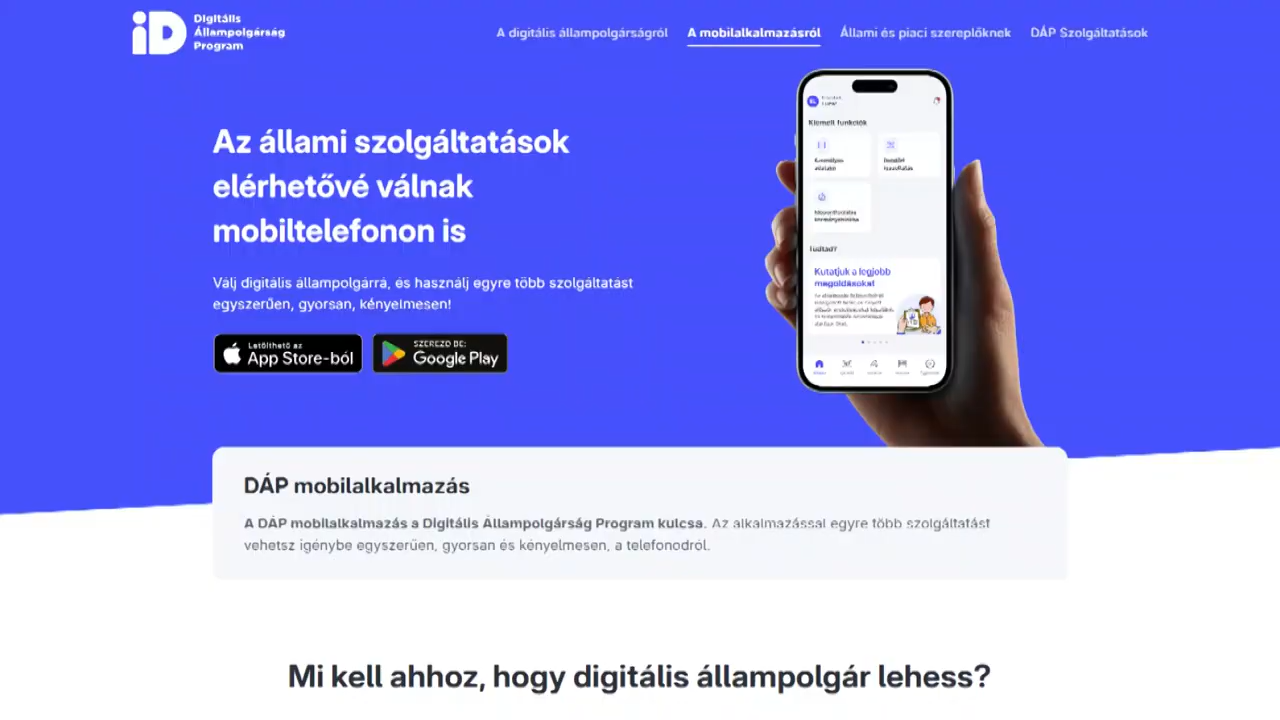 Digitális
Állampolgárság
Program
A digitális állampolgárságról
A mobilalkalmazásról
Állami és piaci szereplőknek
DÁP Szolgáltatások
Az állami szolgáltatások
elérhetővé válnak
mobiltelefonon is
Válj digitális állampolgárrá, és használj egyre több szolgáltatást
egyszerűen, gyorsan, kényelmesen!
Letölthető az
App Store-ból
SZEREZD BE:
Google Play
Kiemelt funkciók
Tudtad?
Kutatjuk a legjobb
megoldásokat
DÁP mobilalkalmazás
A DÁP mobilalkalmazás a Digitális Állampolgárság Program kulcsa. Az alkalmazással egyre több szolgáltatást
vehetsz igénybe egyszerűen, gyorsan és kényelmesen, a telefonodról.
Mi kell ahhoz, hogy digitális állampolgár lehess?